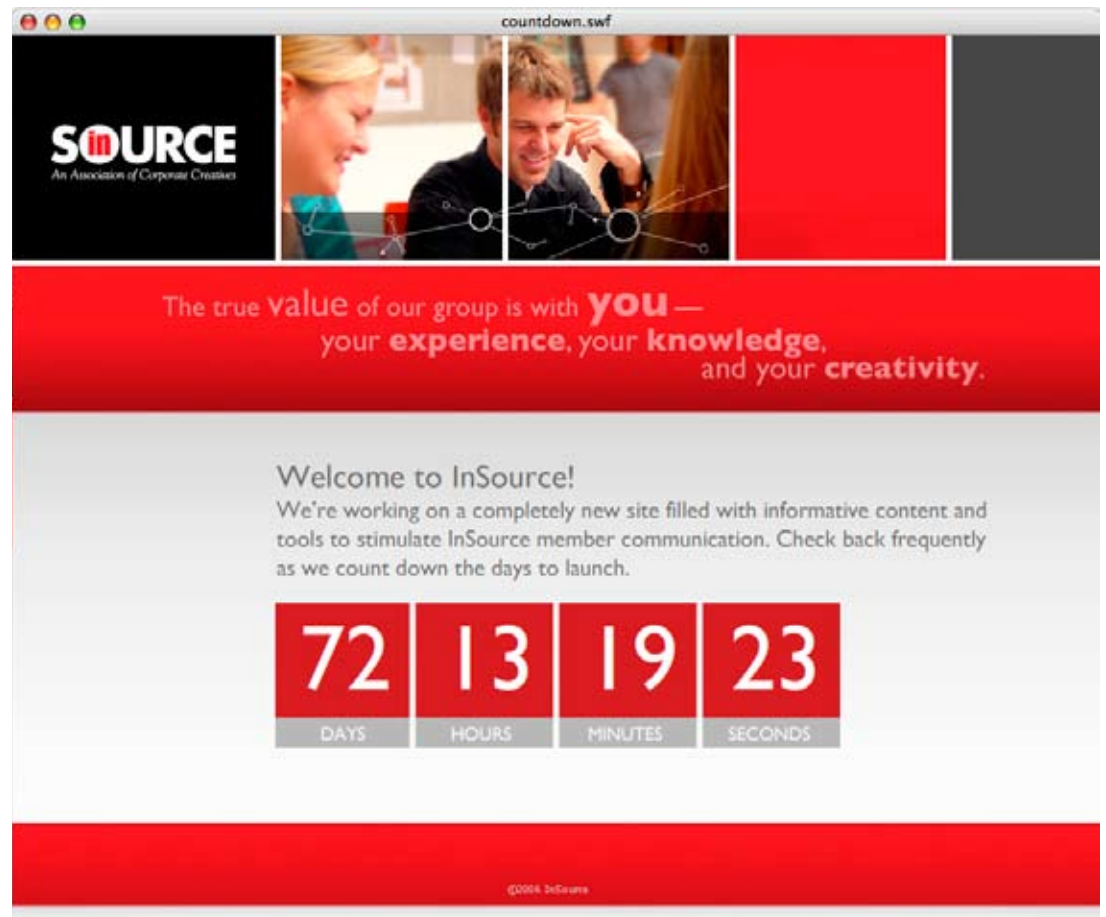 countdown.swf
SinOURCE
An Association of Corporate Creatives
The true value of our group is with you—
your experience, your knowledge,
and your creativity.
Welcome to InSource!
We're working on a completely new site filled with informative content and
tools to stimulate InSource member communication. Check back frequently
as we count down the days to launch.
72 13 19 23
DAYS HOURS MINUTES SECONDS
©2006 InSource